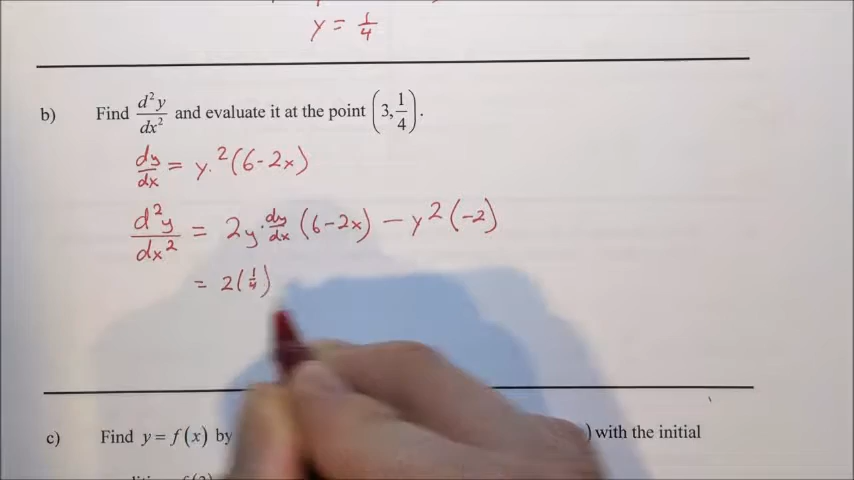 y = 1/4
b) Find d²y/dx² and evaluate it at the point (3, 1/4).
dy/dx = y.²(6-2x)
d²y/dx² = 2y·dy/dx (6-2x) - y²(-2)
= 2(1/4)
c) Find y = f(x) by ) with the initial